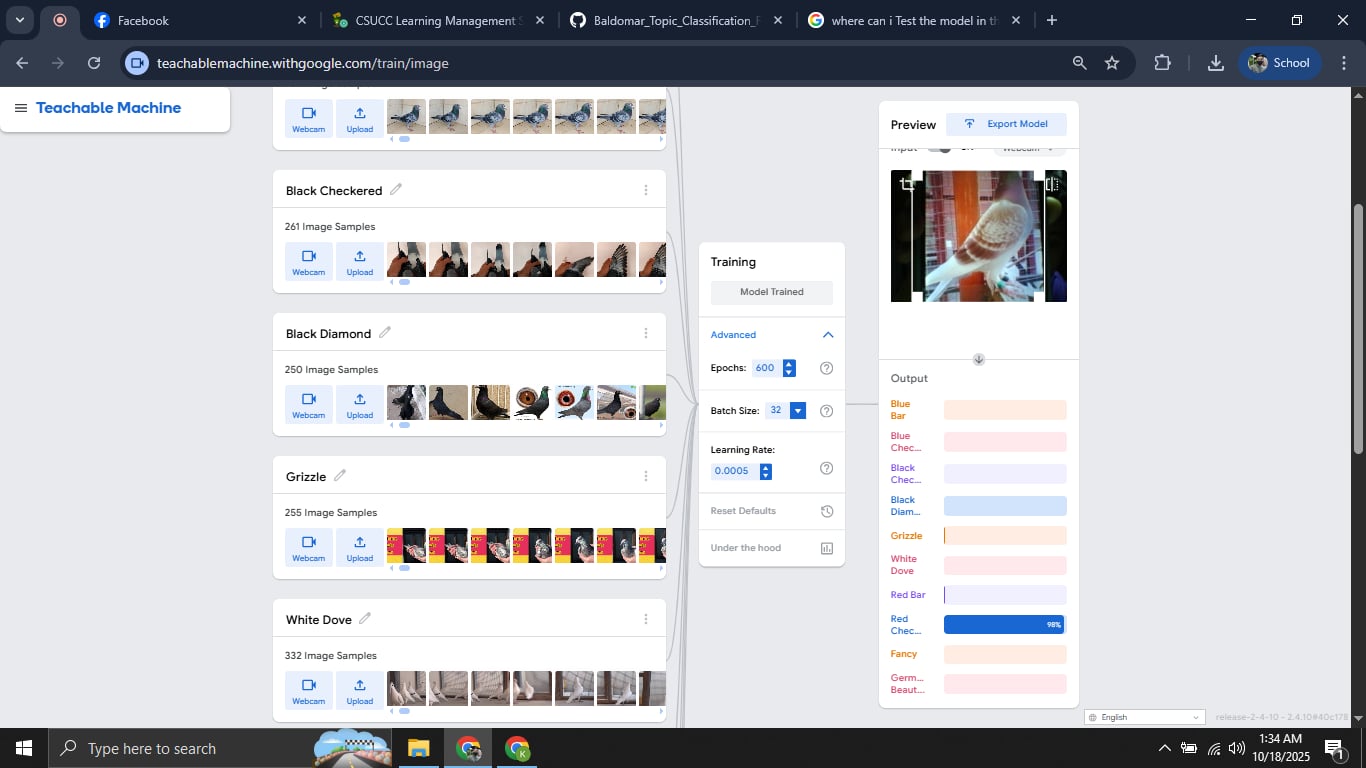 Facebook
CSUCC Learning Management S
Baldomar_Topic_Classification_F
where can i Test the model in th
teachablemachine.withgoogle.com/train/image
School
Teachable Machine
Webcam
Upload
Black Checkered
261 Image Samples
Webcam
Upload
Black Diamond
250 Image Samples
Webcam
Upload
Grizzle
255 Image Samples
Webcam
Upload
White Dove
332 Image Samples
Webcam
Upload
Training
Model Trained
Advanced
Epochs: 600
Batch Size: 32
Learning Rate:
0.0005
Reset Defaults
Under the hood
Preview
Export Model
Input
Webcam
Output
Blue
Bar
Blue
Chec...
Black
Chec...
Black
Diam...
Grizzle
White
Dove
Red Bar
Red
Chec...
98%
Fancy
Germ...
Beaut...
English
release-2-4-10 - 2.4.10#40c178
Type here to search
1:34 AM
10/18/2025
1